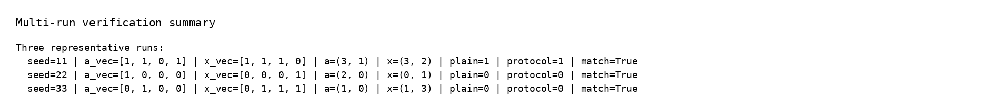 Multi-run verification summary
Three representative runs:
seed=11 | a_vec=[1, 1, 0, 1] | x_vec=[1, 1, 1, 0] | a=(3, 1) | x=(3, 2) | plain=1 | protocol=1 | match=True
seed=22 | a_vec=[1, 0, 0, 0] | x_vec=[0, 0, 0, 1] | a=(2, 0) | x=(0, 1) | plain=0 | protocol=0 | match=True
seed=33 | a_vec=[0, 1, 0, 0] | x_vec=[0, 1, 1, 1] | a=(1, 0) | x=(1, 3) | plain=0 | protocol=0 | match=True